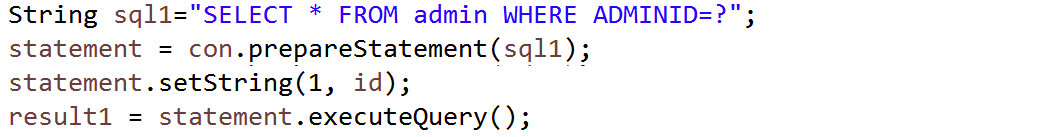 String sql1="SELECT * FROM admin WHERE ADMINID=?";
statement = con.prepareStatement(sql1);
statement.setString(1, id);
result1 = statement.executeQuery();